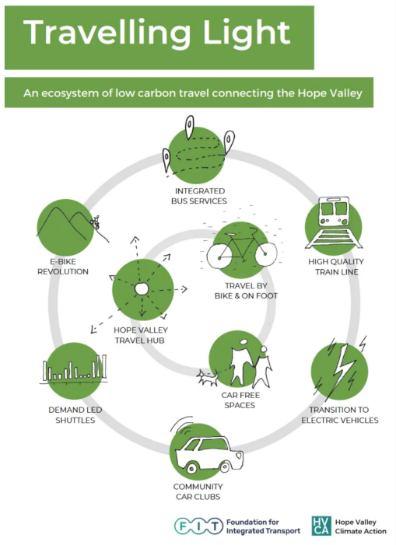 Travelling Light
An ecosystem of low carbon travel connecting the Hope Valley
INTEGRATED
BUS SERVICES
E-BIKE
REVOLUTION
HIGH QUALITY
TRAIN LINE
TRAVEL BY
BIKE & ON FOOT
HOPE VALLEY
TRAVEL HUB
CAR FREE
SPACES
DEMAND LED
SHUTTLES
TRANSITION TO
ELECTRIC VEHICLES
COMMUNITY
CAR CLUBS
FIT
Foundation for
Integrated Transport
HV
CA
Hope Valley
Climate Action